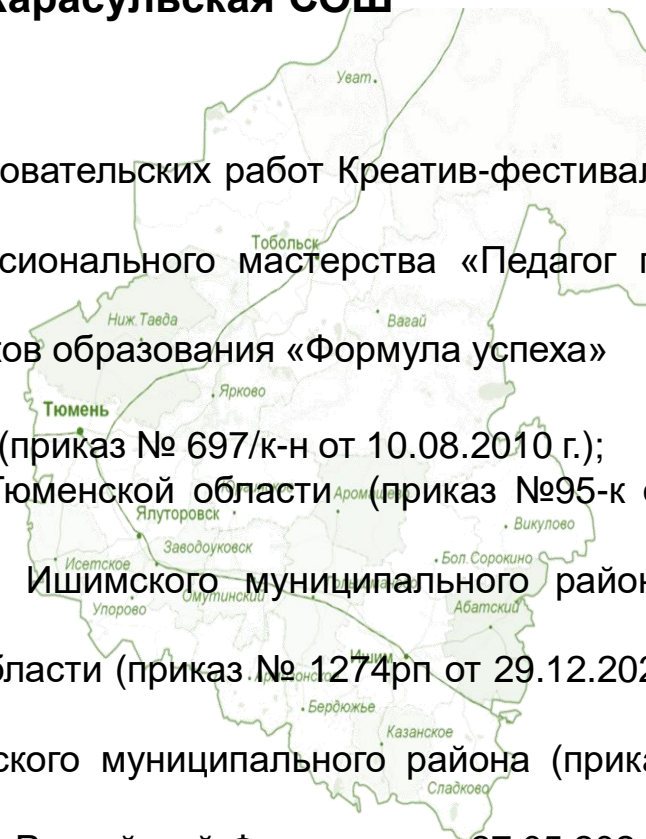 Карасульская СОШ
Уват
овательских работ Креатив-фестивал
Тобольск
сионального мастерства «Педагог п
Ниж.Тавда
Вагай
ков образования «Формула успеха»
Ярково
Тюмень
(приказ № 697/к-н от 10.08.2010 г.);
Тюменской области (приказ №95-к
Аромашево
Ялуторовск
Викулово
Заводоуковск
Бол.Сорокино
Исетское
Ишимского муниципального район
Омутинский
Упорово
Абатский
Ишим
бласти (приказ № 1274рп от 29.12.202
Бердюжье
Казанское
ского муниципального района (прика
Сладково